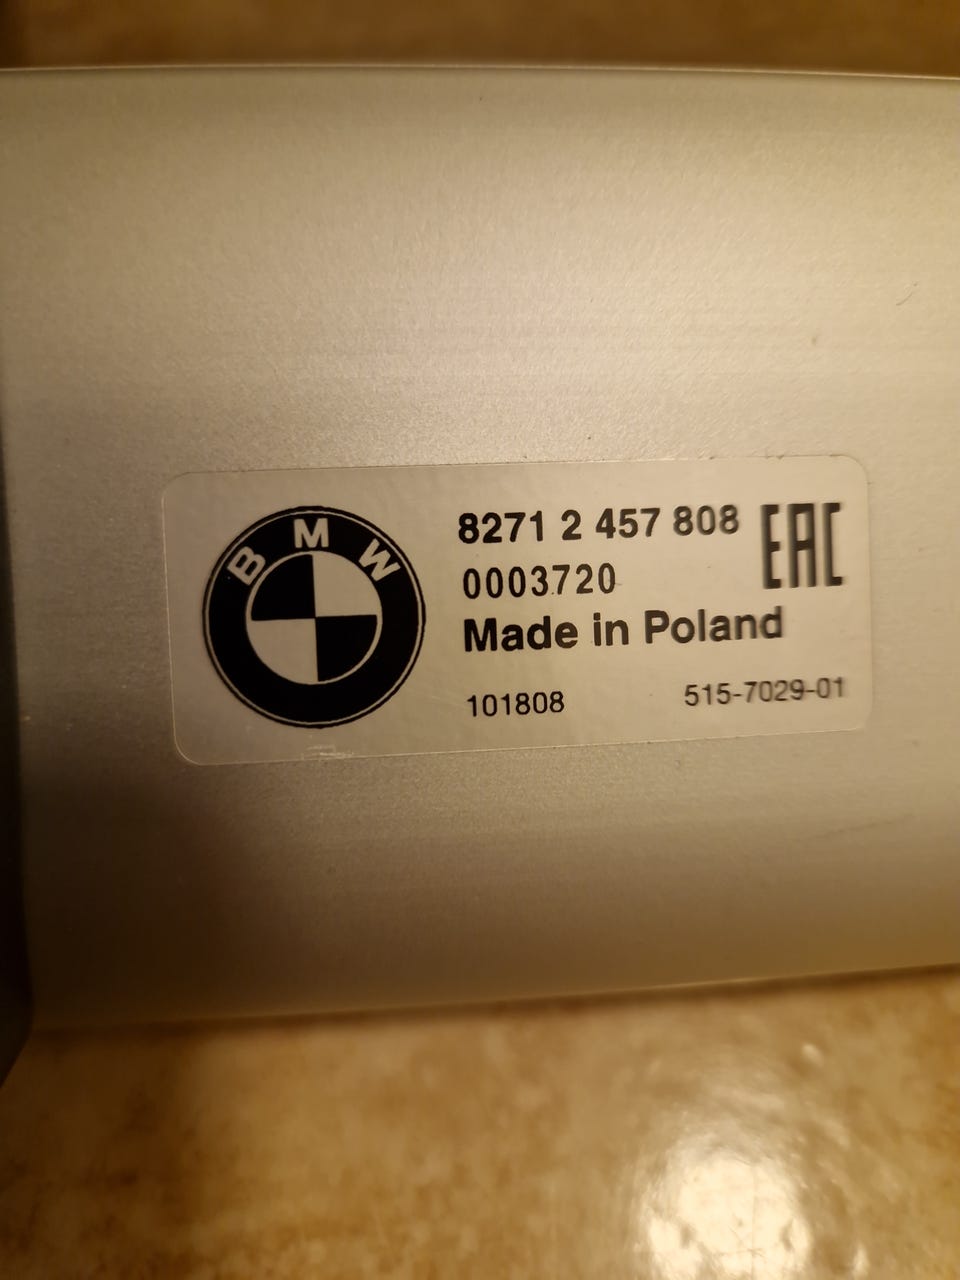 BMW
8271 2 457 808
EAC
0003720
Made in Poland
101808 515-7029-01